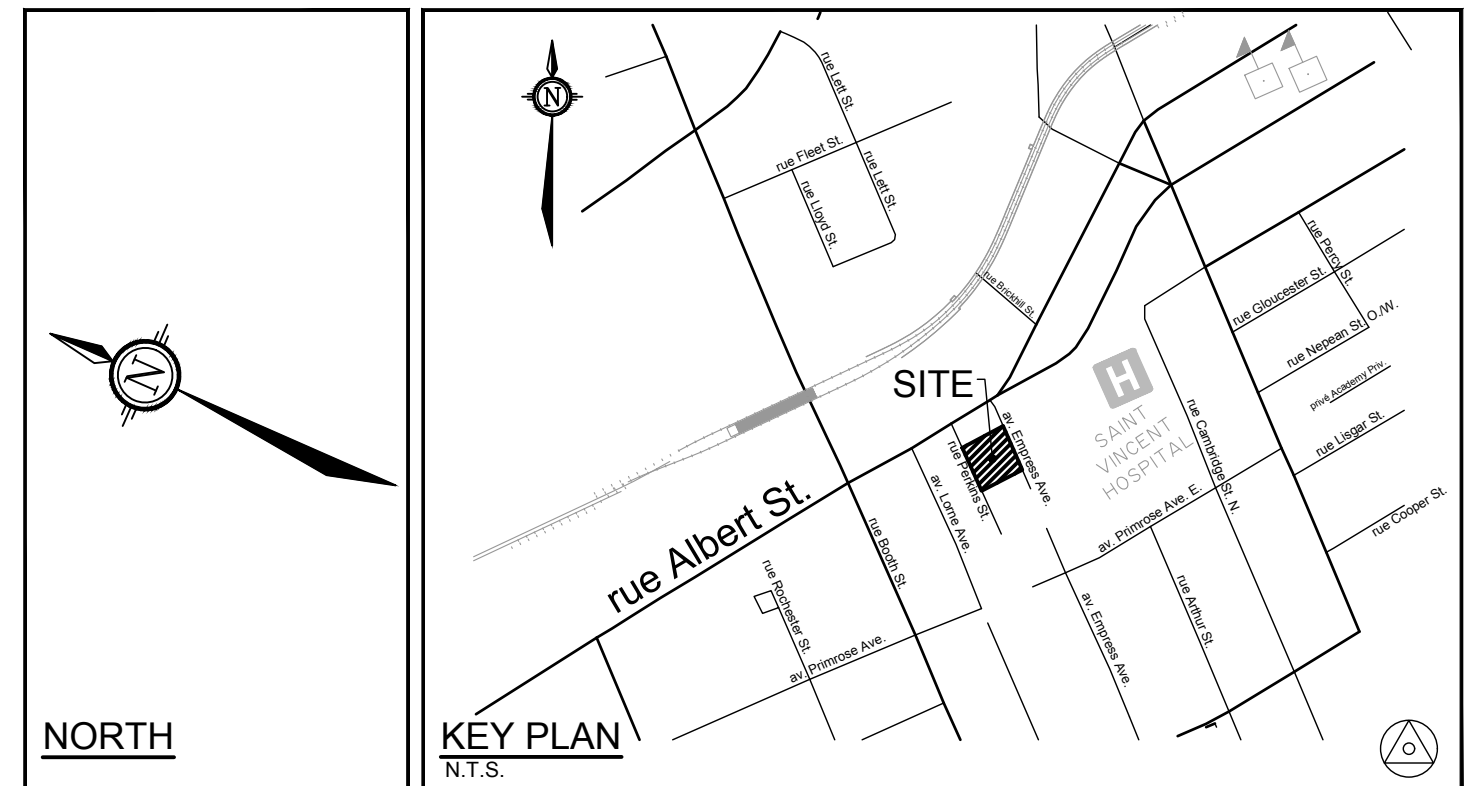 N
NORTH
N
rue Lett St.
rue Fleet St.
rue Lett St.
rue Lloyd St.
rue Brickhill St.
rue Percy St.
rue Gloucester St.
rue Nepean St. O./W.
privé Academy Priv.
rue Lisgar St.
rue Cooper St.
SITE
H
SAINT
VINCENT
HOSPITAL
rue Cambridge St. N.
av. Empress Ave.
rue Perkins St.
av. Lorne Ave.
rue Booth St.
rue Albert St.
rue Rochester St.
av. Primrose Ave.
av. Primrose Ave. E.
rue Arthur St.
av. Empress Ave.
KEY PLAN
N.T.S.